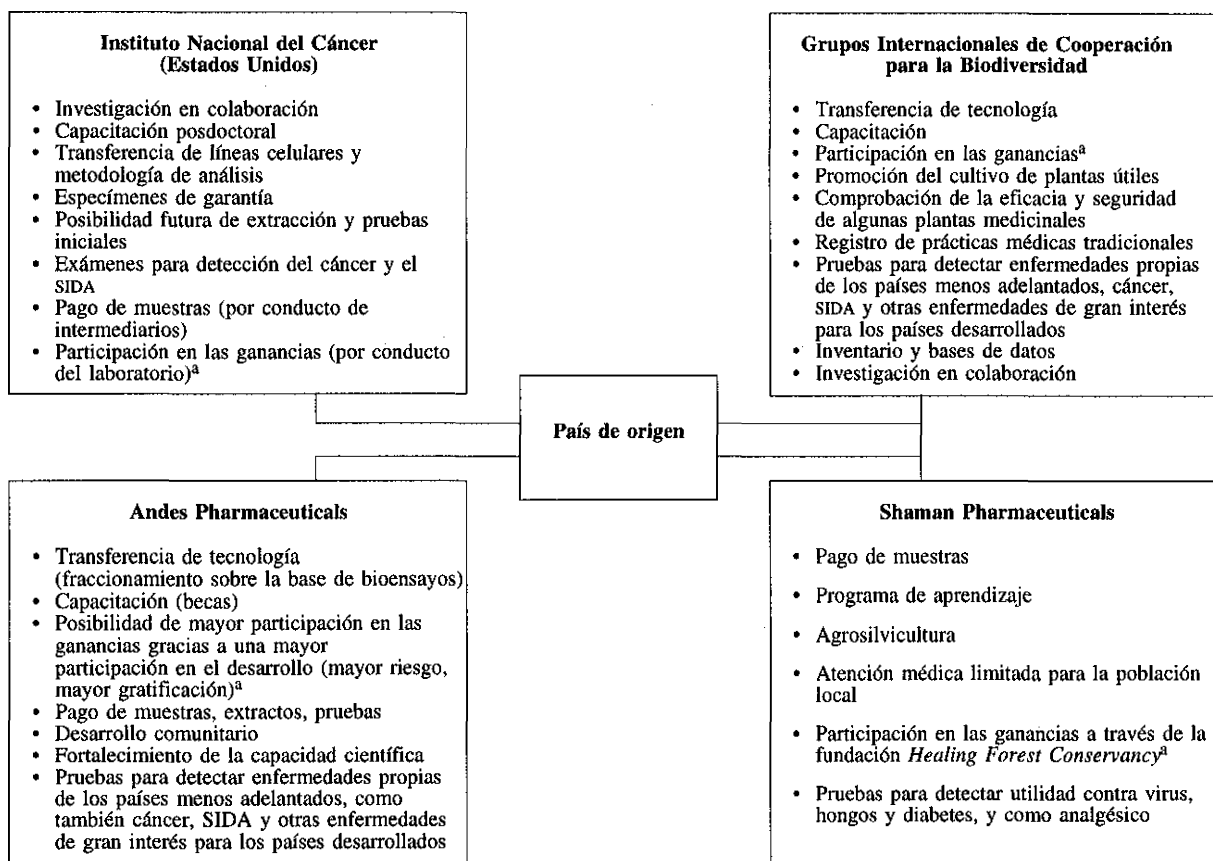 Instituto Nacional del Cáncer
(Estados Unidos)
• Investigación en colaboración
• Capacitación posdoctoral
• Transferencia de líneas celulares y
metodología de análisis
• Especímenes de garantía
• Posibilidad futura de extracción y pruebas
iniciales
• Exámenes para detección del cáncer y el
SIDA
• Pago de muestras (por conducto de
intermediarios)
• Participación en las ganancias (por conducto
del laboratorio)ª
Grupos Internacionales de Cooperación
para la Biodiversidad
• Transferencia de tecnología
• Capacitación
• Participación en las gananciasª
• Promoción del cultivo de plantas útiles
• Comprobación de la eficacia y seguridad
de algunas plantas medicinales
• Registro de prácticas médicas tradicionales
• Pruebas para detectar enfermedades propias
de los países menos adelantados, cáncer,
SIDA y otras enfermedades de gran interés
para los países desarrollados
• Inventario y bases de datos
• Investigación en colaboración
País de origen
Andes Pharmaceuticals
• Transferencia de tecnología
(fraccionamiento sobre la base de bioensayos)
• Capacitación (becas)
• Posibilidad de mayor participación en las
ganancias gracias a una mayor
participación en el desarrollo (mayor riesgo,
mayor gratificación)ª
• Pago de muestras, extractos, pruebas
• Desarrollo comunitario
• Fortalecimiento de la capacidad científica
• Pruebas para detectar enfermedades propias
de los países menos adelantados, como
también cáncer, SIDA y otras enfermedades
de gran interés para los países desarrollados
Shaman Pharmaceuticals
• Pago de muestras
• Programa de aprendizaje
• Agrosilvicultura
• Atención médica limitada para la población
local
• Participación en las ganancias a través de la
fundación Healing Forest Conservancyª
• Pruebas para detectar utilidad contra virus,
hongos y diabetes, y como analgésico